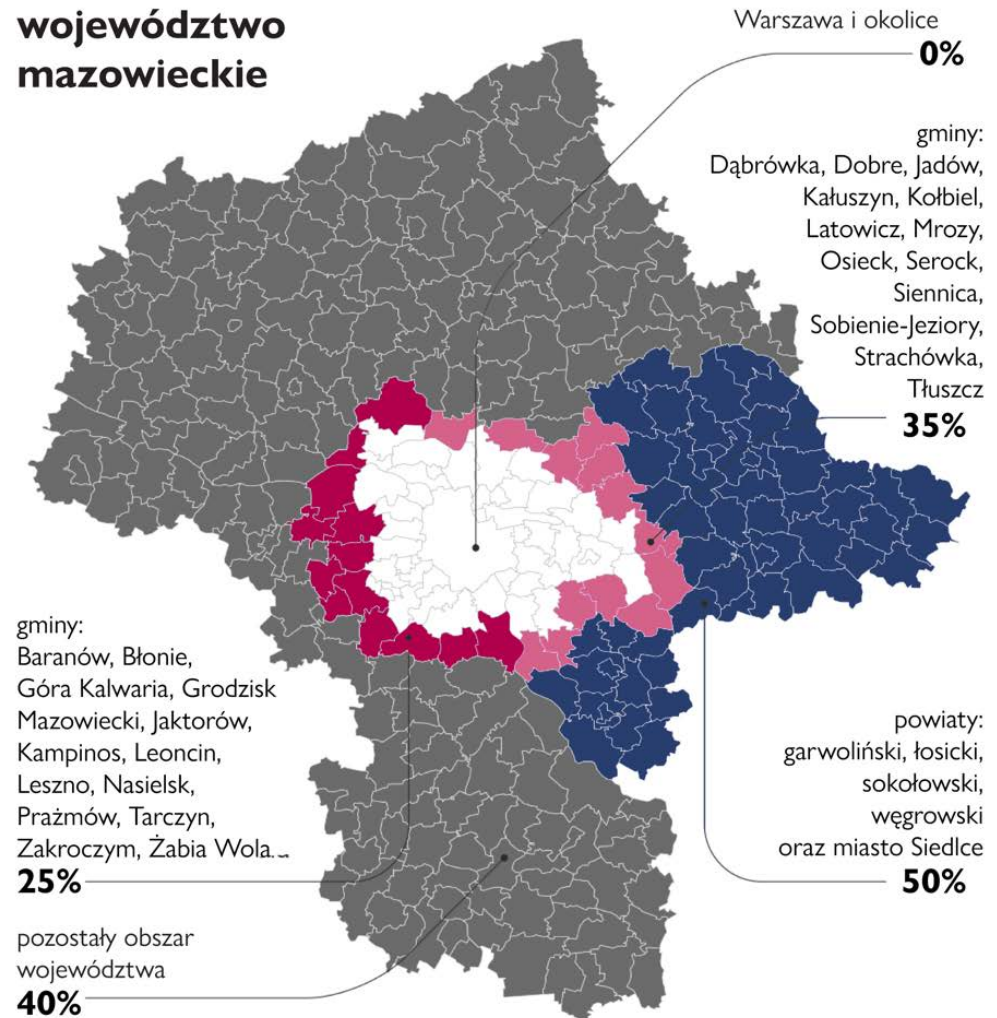 województwo
mazowieckie
Warszawa i okolice
0%
gminy:
Dąbrówka, Dobre, Jadów,
Kałuszyn, Kołbiel,
Latowicz, Mrozy,
Osieck, Serock,
Siennica,
Sobienie-Jeziory,
Strachówka,
Tłuszcz
35%
gminy:
Baranów, Błonie,
Góra Kalwaria, Grodzisk
Mazowiecki, Jaktorów,
Kampinos, Leoncin,
Leszno, Nasielsk,
Prażmów, Tarczyn,
Zakroczym, Żabia Wola
25%
powiaty:
garwoliński, łosicki,
sokołowski,
węgrowski
oraz miasto Siedlce
50%
pozostały obszar
województwa
40%